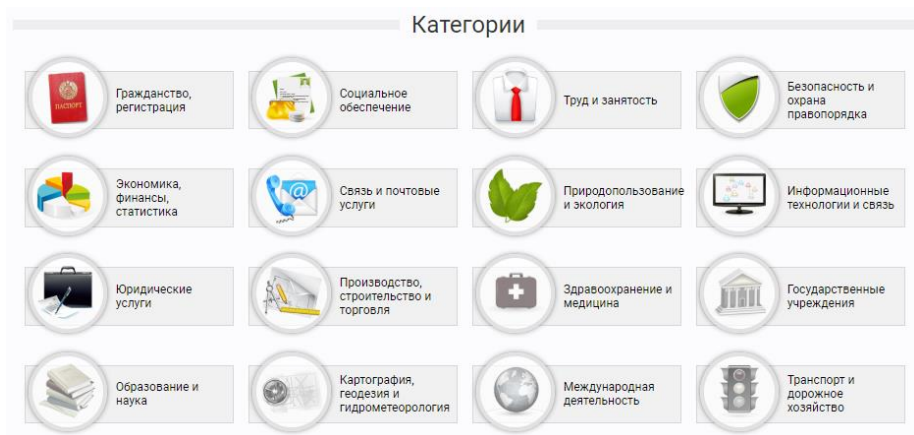 Категории
ПАСПОРТ
Гражданство,
регистрация
Социальное
обеспечение
Труд и занятость
Безопасность и
охрана
правопорядка
Экономика,
финансы,
статистика
@
Связь и почтовые
услуги
Природопользование
и экология
Информационные
технологии и связь
Юридические
услуги
Производство,
строительство и
торговля
Здравоохранение и
медицина
Государственные
учреждения
Образование и
наука
Картография,
геодезия и
гидрометеорология
Международная
деятельность
Транспорт и
дорожное
хозяйство